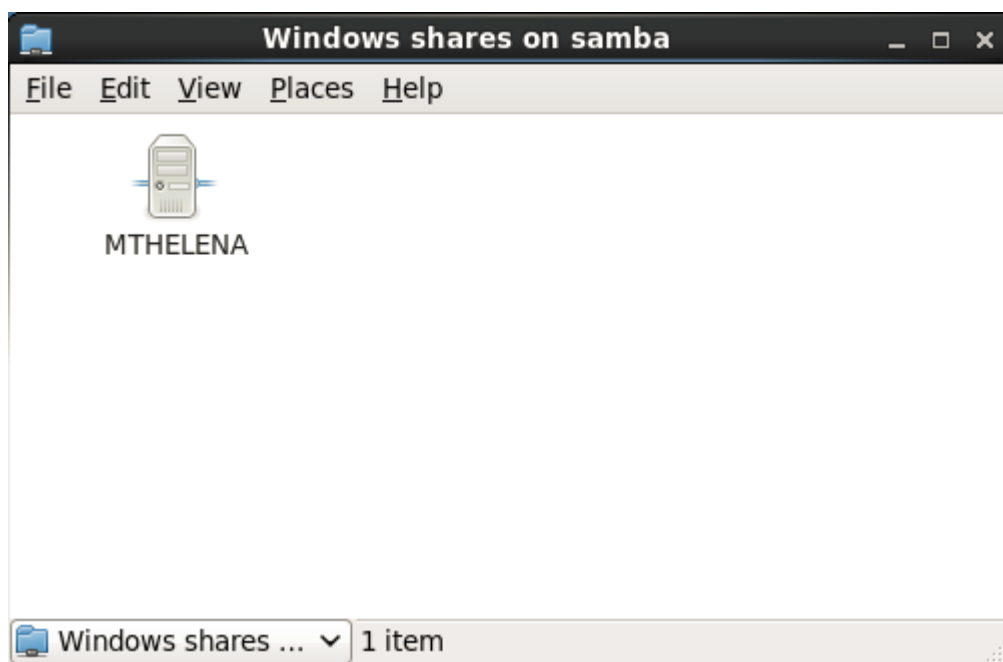 Windows shares on samba
File Edit View Places Help
MTHELENA
Windows shares ... 1 item